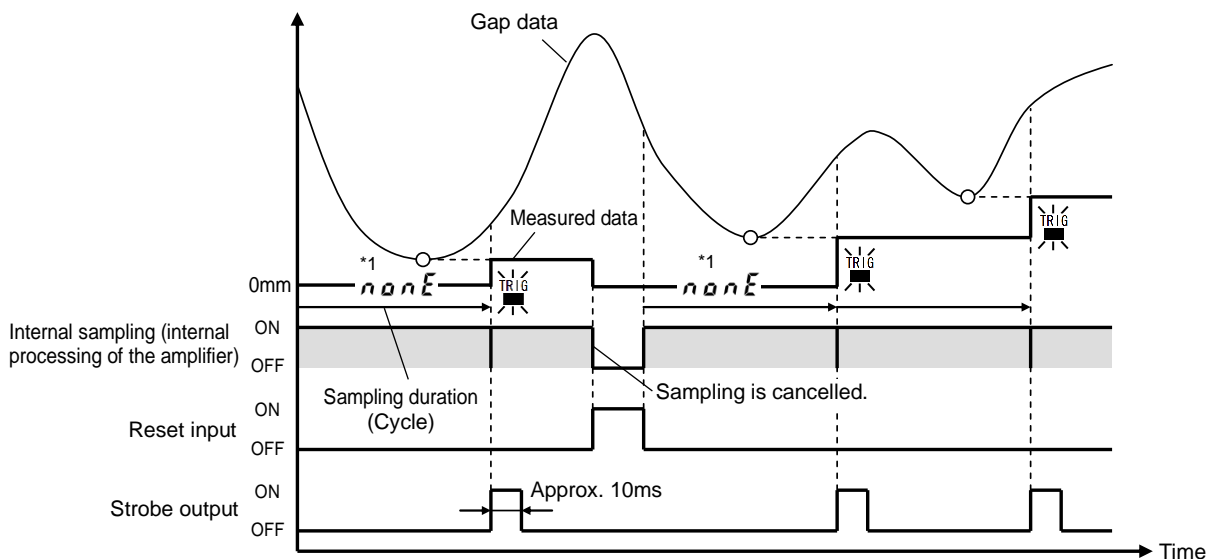 Gap data
Measured data
*1
nonE
TRIG
*1
nonE
TRIG
TRIG
0mm
Internal sampling (internal
processing of the amplifier)
ON
OFF
Sampling duration
(Cycle)
Sampling is cancelled.
Reset input
ON
OFF
Strobe output
ON
OFF
Approx. 10ms
Time